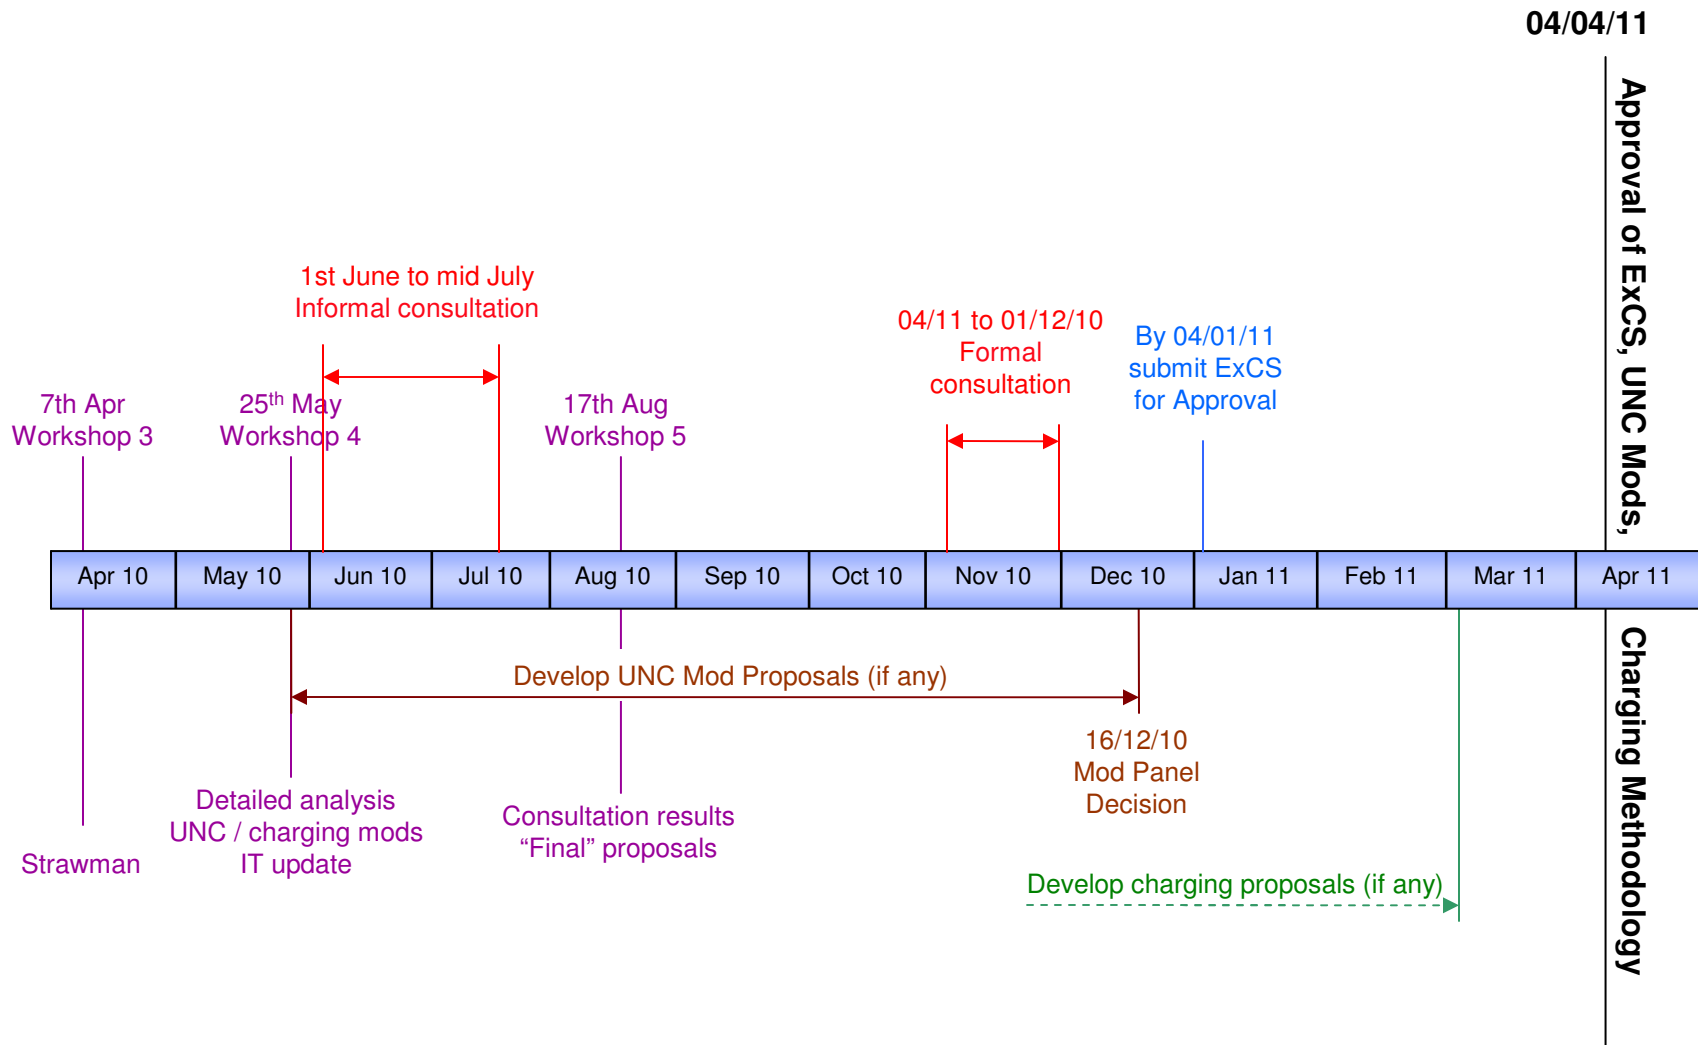 04/04/11
Approval of ExCS, UNC Mods,
1st June to mid July
Informal consultation
04/11 to 01/12/10
Formal
consultation
By 04/01/11
submit ExCS
for Approval
7th Apr
Workshop 3
25th May
Workshop 4
17th Aug
Workshop 5
Apr 10
May 10
Jun 10
Jul 10
Aug 10
Sep 10
Oct 10
Nov 10
Dec 10
Jan 11
Feb 11
Mar 11
Apr 11
Charging Methodology
Develop UNC Mod Proposals (if any)
16/12/10
Mod Panel
Decision
Strawman
Detailed analysis
UNC / charging mods
IT update
Consultation results
“Final” proposals
Develop charging proposals (if any)